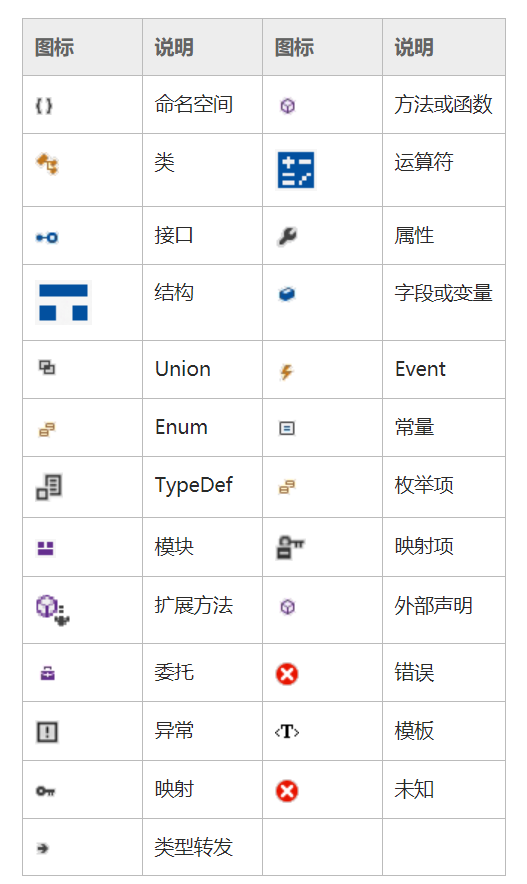 图标 说明 图标 说明
{ } 命名空间 方法或函数
类 运算符
接口 属性
结构 字段或变量
Union Event
Enum 常量
TypeDef 枚举项
模块 映射项
扩展方法 外部声明
委托 错误
异常 <T> 模板
映射 未知
类型转发